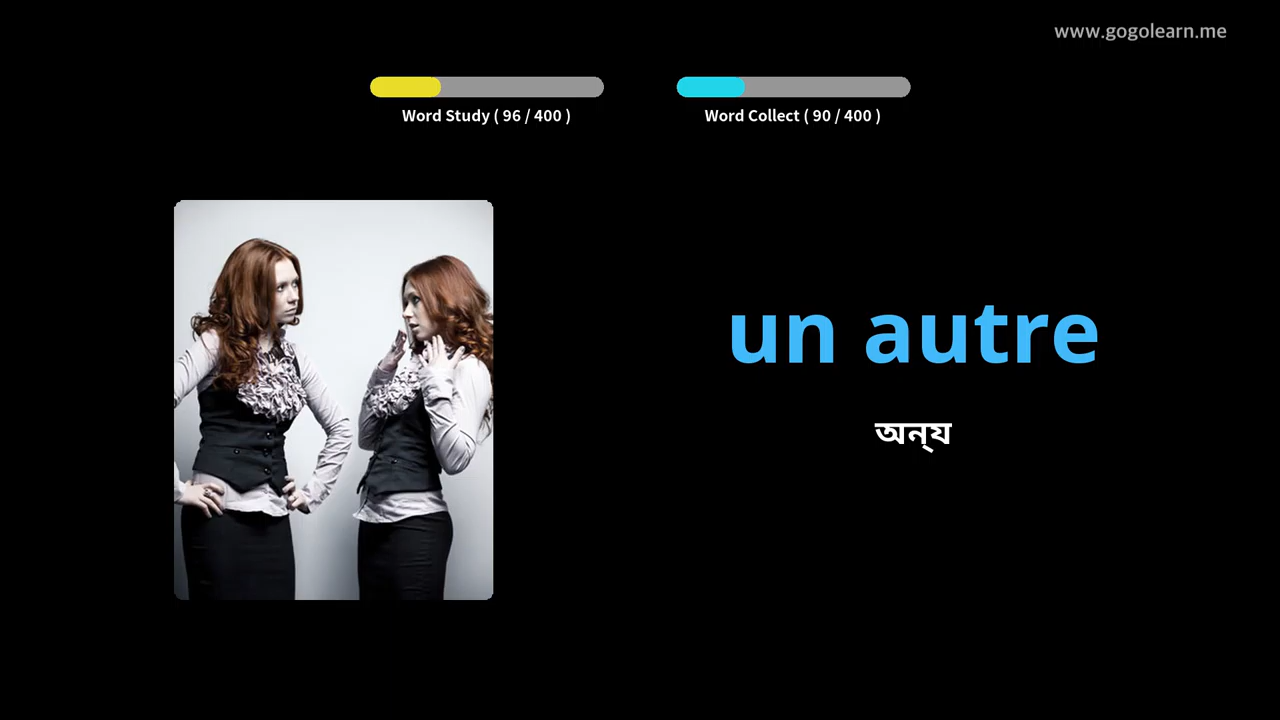 www.gogolearn.me
Word Study ( 96 / 400 )
Word Collect ( 90 / 400 )
un autre
অন্য